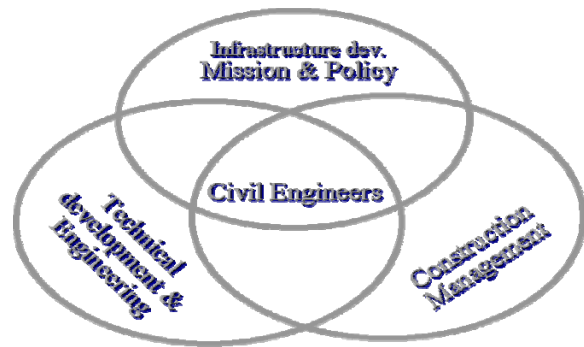 Infrastructure dev.
Mission & Policy
Civil Engineers
Technical
development &
Engineering
Construction
Management